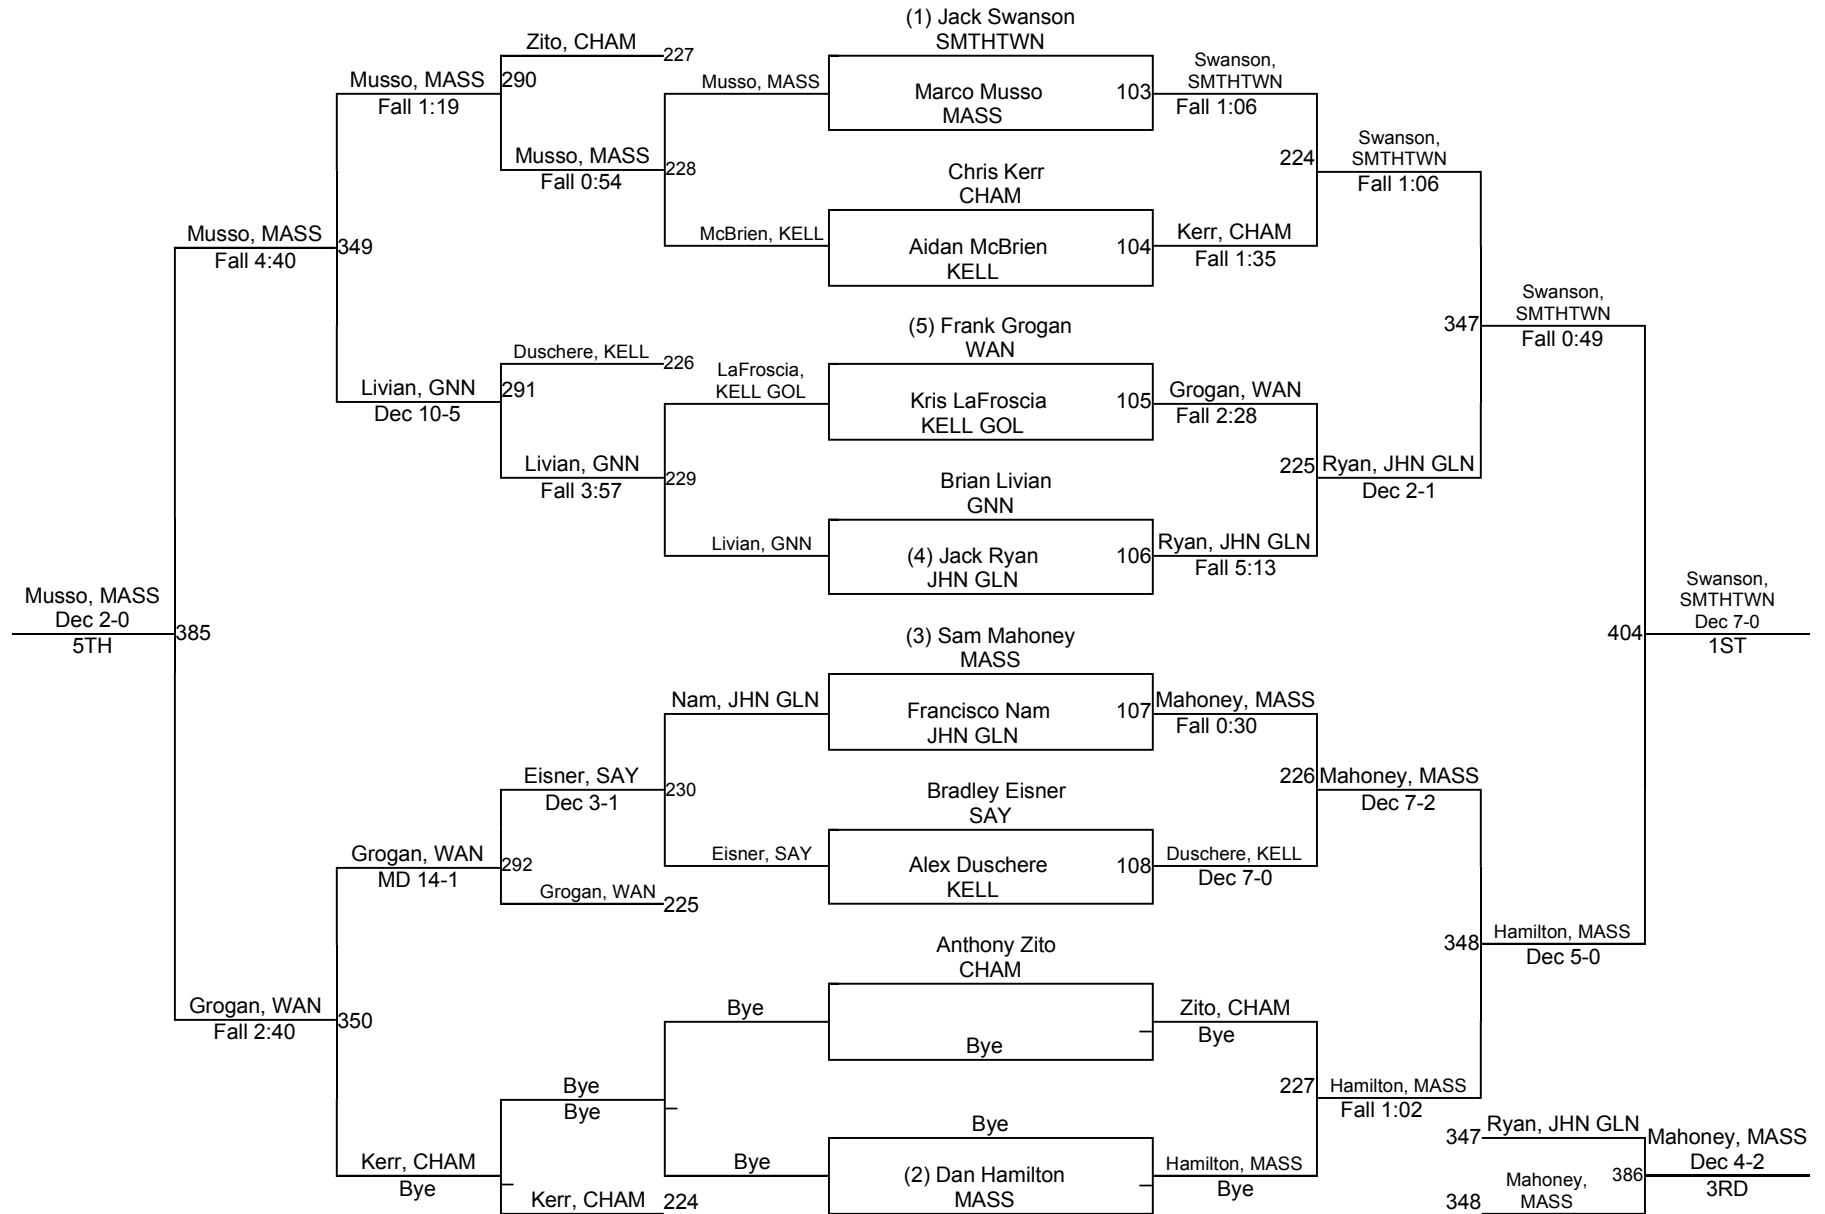 (1) Jack Swanson
SMTHTWN
Zito, CHAM
227
Swanson,
SMTHTWN
Musso, MASS
290
Musso, MASS
Marco Musso
MASS
103
Fall 1:19
Fall 1:06
Swanson,
SMTHTWN
Musso, MASS
228
224
Fall 0:54
Chris Kerr
CHAM
Fall 1:06
Musso, MASS
349
McBrien, KELL
Aidan McBrien
KELL
104
Kerr, CHAM
Fall 4:40
Fall 1:35
Swanson,
SMTHTWN
(5) Frank Grogan
WAN
347
Fall 0:49
Duschere, KELL
226
LaFroscia,
KELL GOL
Livian, GNN
291
Kris LaFroscia
KELL GOL
105
Grogan, WAN
Dec 10-5
Fall 2:28
Livian, GNN
229
225
Ryan, JHN GLN
Fall 3:57
Brian Livian
GNN
Dec 2-1
Livian, GNN
(4) Jack Ryan
JHN GLN
106
Ryan, JHN GLN
Fall 5:13
Musso, MASS
Dec 2-0
385
5TH
Swanson,
SMTHTWN
Dec 7-0
404
1ST
(3) Sam Mahoney
MASS
Nam, JHN GLN
Francisco Nam
JHN GLN
107
Mahoney, MASS
Fall 0:30
Eisner, SAY
230
226
Mahoney, MASS
Dec 3-1
Bradley Eisner
SAY
Dec 7-2
Grogan, WAN
292
Eisner, SAY
Alex Duschere
KELL
108
Duschere, KELL
MD 14-1
Dec 7-0
Grogan, WAN
225
348
Hamilton, MASS
Dec 5-0
Anthony Zito
CHAM
Grogan, WAN
350
Fall 2:40
Bye
Bye
Zito, CHAM
Bye
Bye
Bye
227
Hamilton, MASS
Fall 1:02
Bye
Kerr, CHAM
Bye
Bye
(2) Dan Hamilton
MASS
Hamilton, MASS
Bye
Kerr, CHAM
224
347
Ryan, JHN GLN
Mahoney, MASS
Dec 4-2
386
3RD
348
Mahoney,
MASS